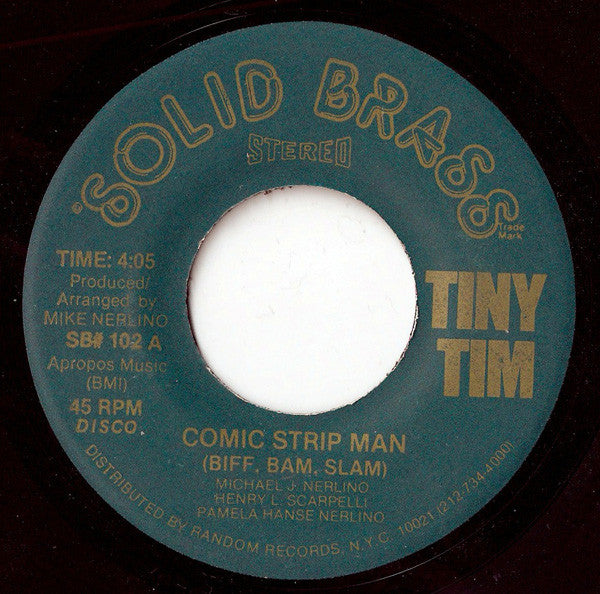 © SOLID BRASS
Trade
Mark
STEREO
TIME: 4:05
Produced/
Arranged by
MIKE NERLINO
SB# 102 A
Apropos Music
(BMI)
45 RPM
DISCO
TINY
TIM
COMIC STRIP MAN
(BIFF, BAM, SLAM)
MICHAEL J. NERLINO
HENRY L. SCARPELLI
PAMELA HANSE NERLINO
DISTRIBUTED BY RANDOM RECORDS, N.Y.C. 10021 (212-734-4000)